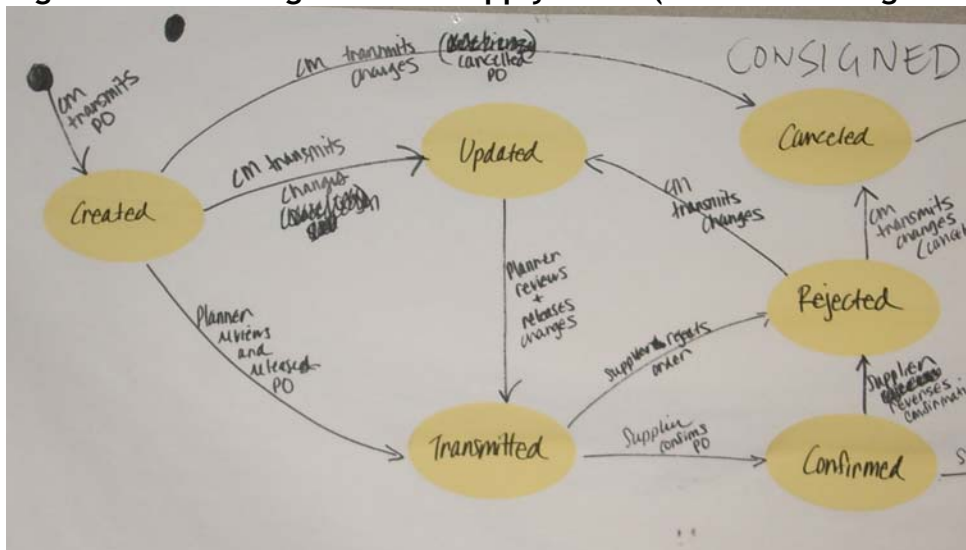 CM transmits
changes
cancelled
PO
CONSIGNED
CM
transmits
PO
Updated
Canceled
CM transmits
changes
Created
CM
transmits
changes
CM
transmits
changes
Planner
reviews
+
releases
changes
Rejected
Planner
reviews
and
released
PO
rejects
order
Supplier
revenses
Transmitted
Supplier
confirms
PO
Confirmed